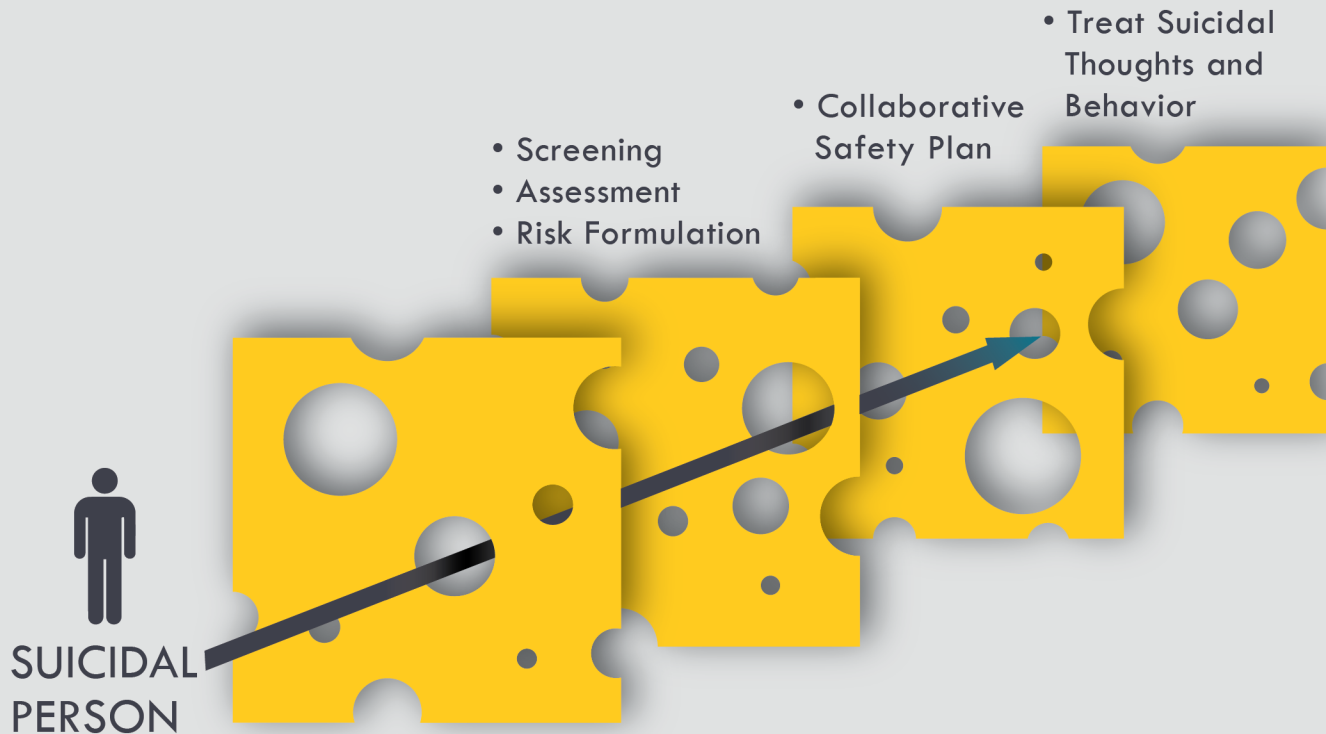 • Treat Suicidal
Thoughts and
Behavior
• Collaborative
Safety Plan
• Screening
• Assessment
• Risk Formulation
SUICIDAL
PERSON